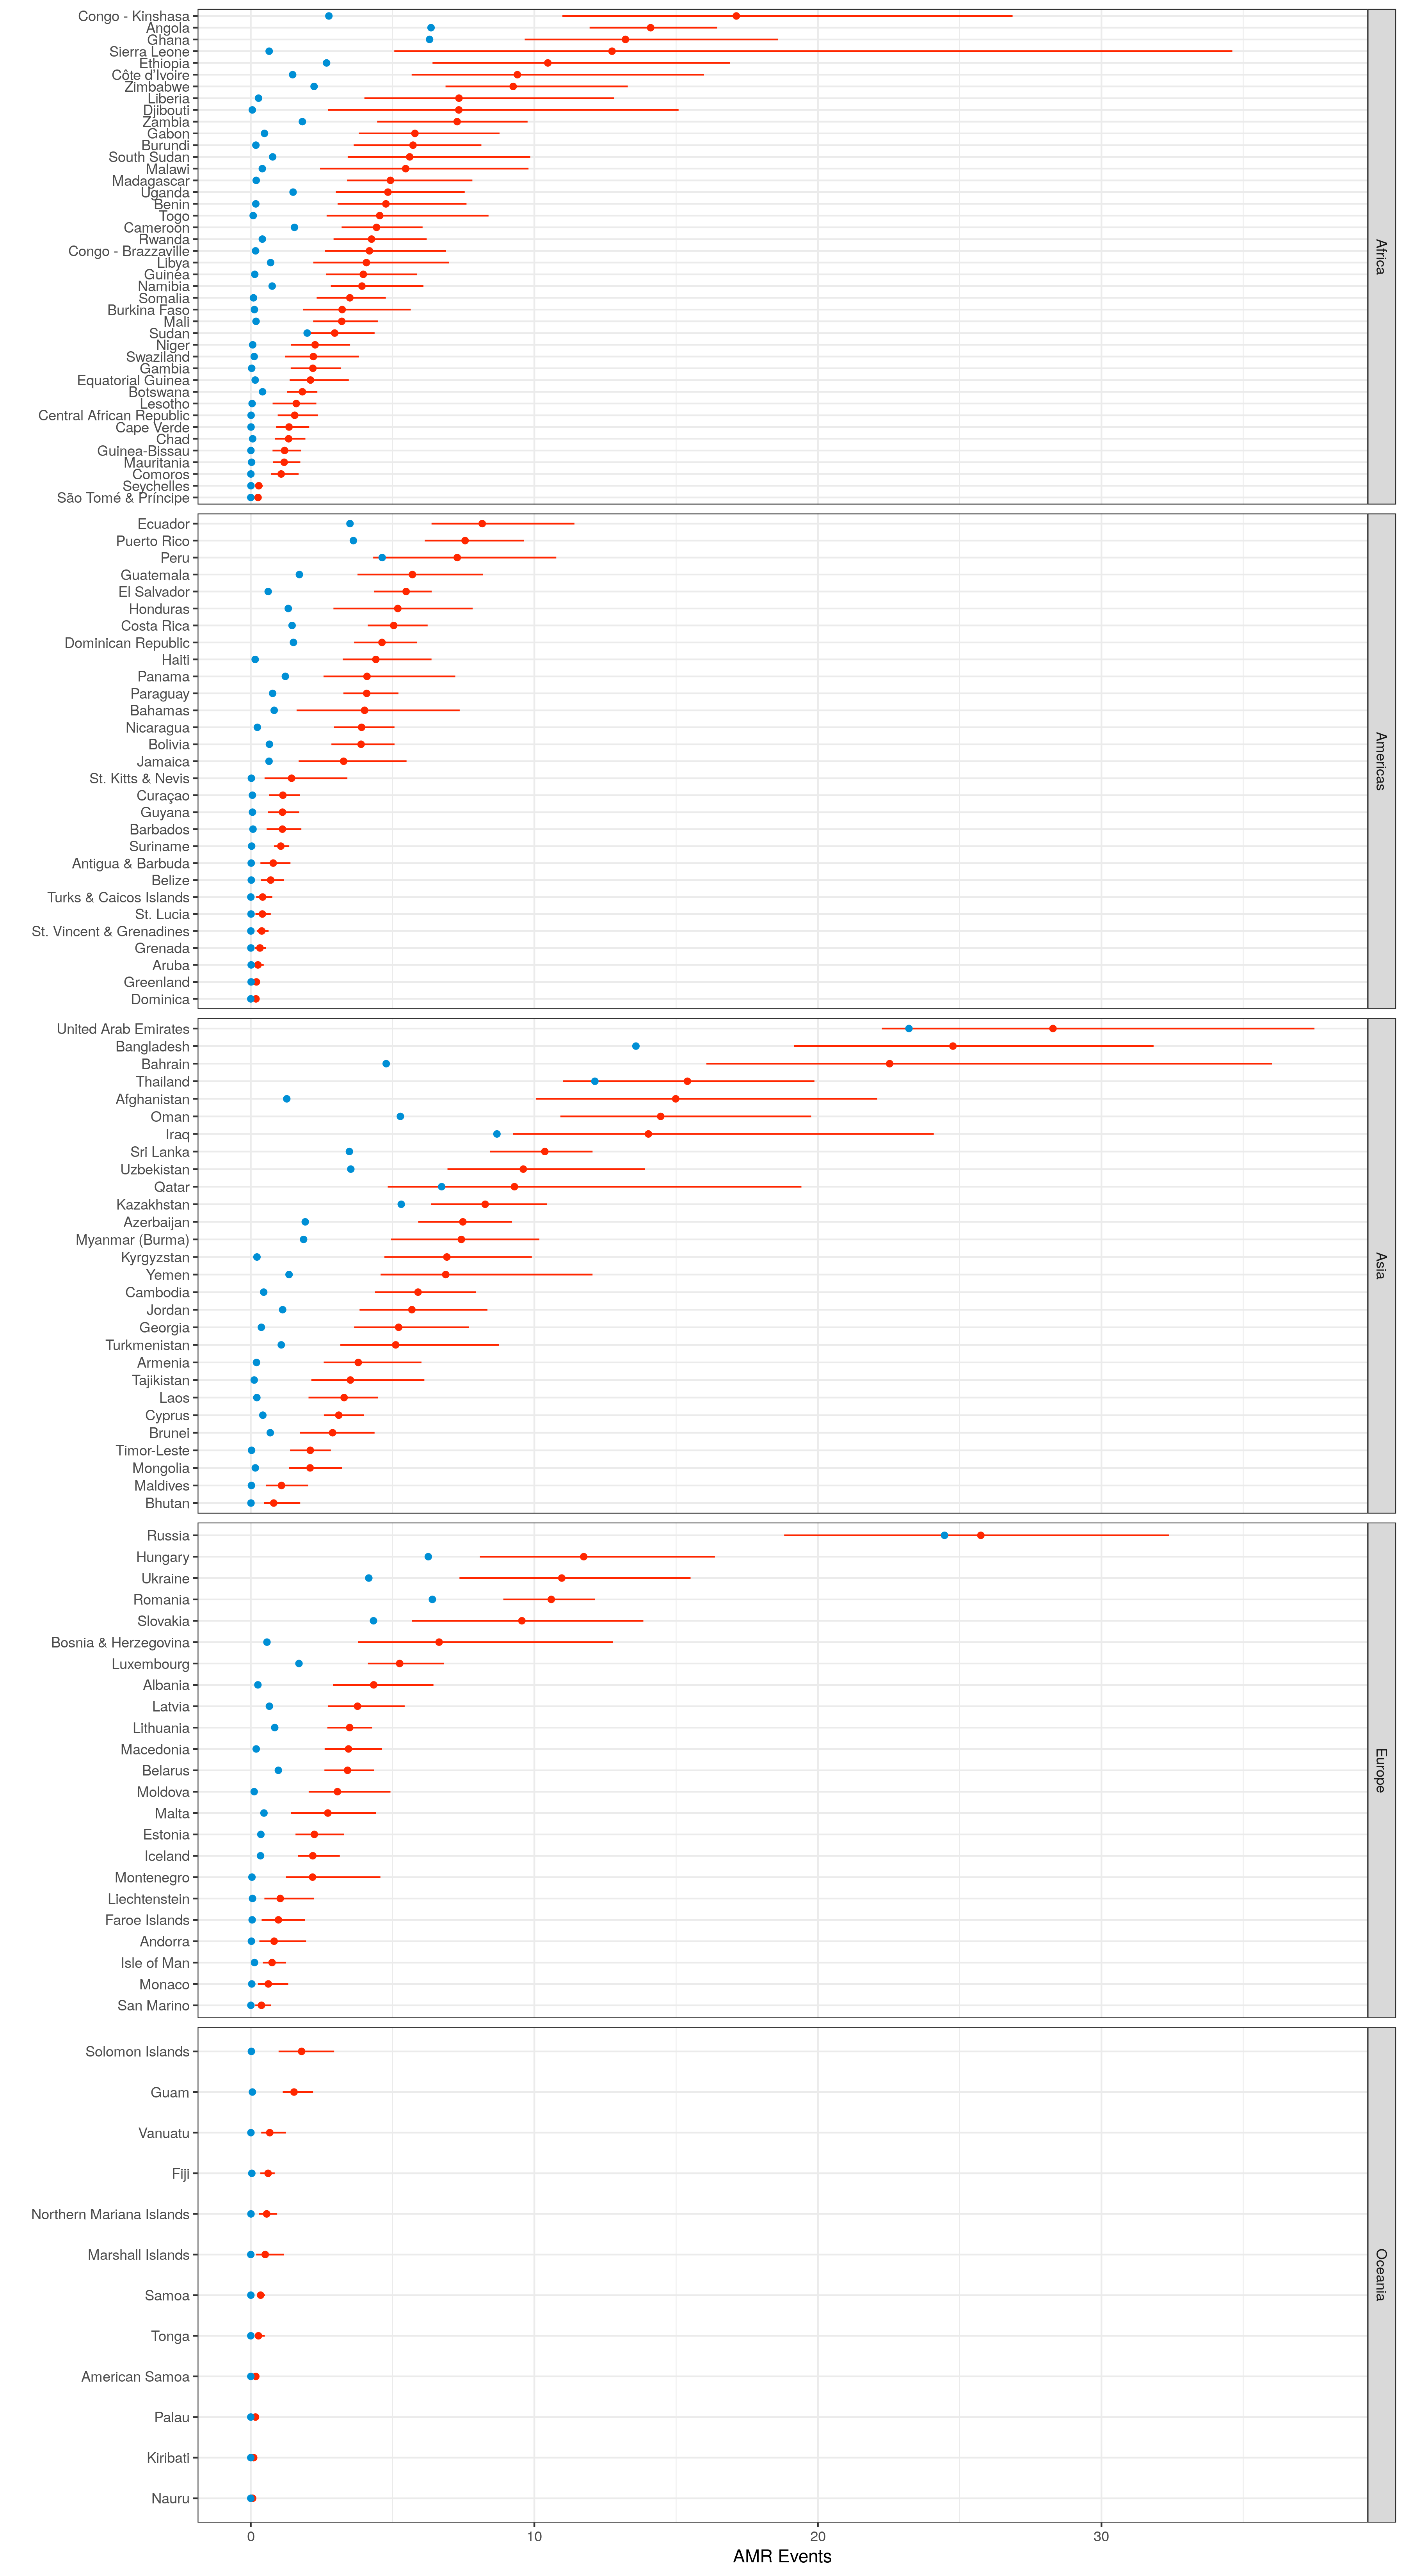 Congo - Kinshasa
Angola
Ghana
Sierra Leone
Ethiopia
Côte d'Ivoire
Zimbabwe
Liberia
Djibouti
Zambia
Gabon
Burundi
South Sudan
Malawi
Madagascar
Uganda
Benin
Togo
Cameroon
Rwanda
Congo - Brazzaville
Libya
Guinea
Namibia
Somalia
Burkina Faso
Mali
Sudan
Niger
Swaziland
Gambia
Equatorial Guinea
Botswana
Lesotho
Central African Republic
Cape Verde
Chad
Guinea-Bissau
Mauritania
Comoros
Seychelles
São Tomé & Príncipe
Africa
Ecuador
Puerto Rico
Peru
Guatemala
El Salvador
Honduras
Costa Rica
Dominican Republic
Haiti
Panama
Paraguay
Bahamas
Nicaragua
Bolivia
Jamaica
St. Kitts & Nevis
Curaçao
Guyana
Barbados
Suriname
Antigua & Barbuda
Belize
Turks & Caicos Islands
St. Lucia
St. Vincent & Grenadines
Grenada
Aruba
Greenland
Dominica
Americas
United Arab Emirates
Bangladesh
Bahrain
Thailand
Afghanistan
Oman
Iraq
Sri Lanka
Uzbekistan
Qatar
Kazakhstan
Azerbaijan
Myanmar (Burma)
Kyrgyzstan
Yemen
Cambodia
Jordan
Georgia
Turkmenistan
Armenia
Tajikistan
Laos
Cyprus
Brunei
Timor-Leste
Mongolia
Maldives
Bhutan
Asia
Russia
Hungary
Ukraine
Romania
Slovakia
Bosnia & Herzegovina
Luxembourg
Albania
Latvia
Lithuania
Macedonia
Belarus
Moldova
Malta
Estonia
Iceland
Montenegro
Liechtenstein
Faroe Islands
Andorra
Isle of Man
Monaco
San Marino
Europe
Solomon Islands
Guam
Vanuatu
Fiji
Northern Mariana Islands
Marshall Islands
Samoa
Tonga
American Samoa
Palau
Kiribati
Nauru
Oceania
0 10 20 30
AMR Events